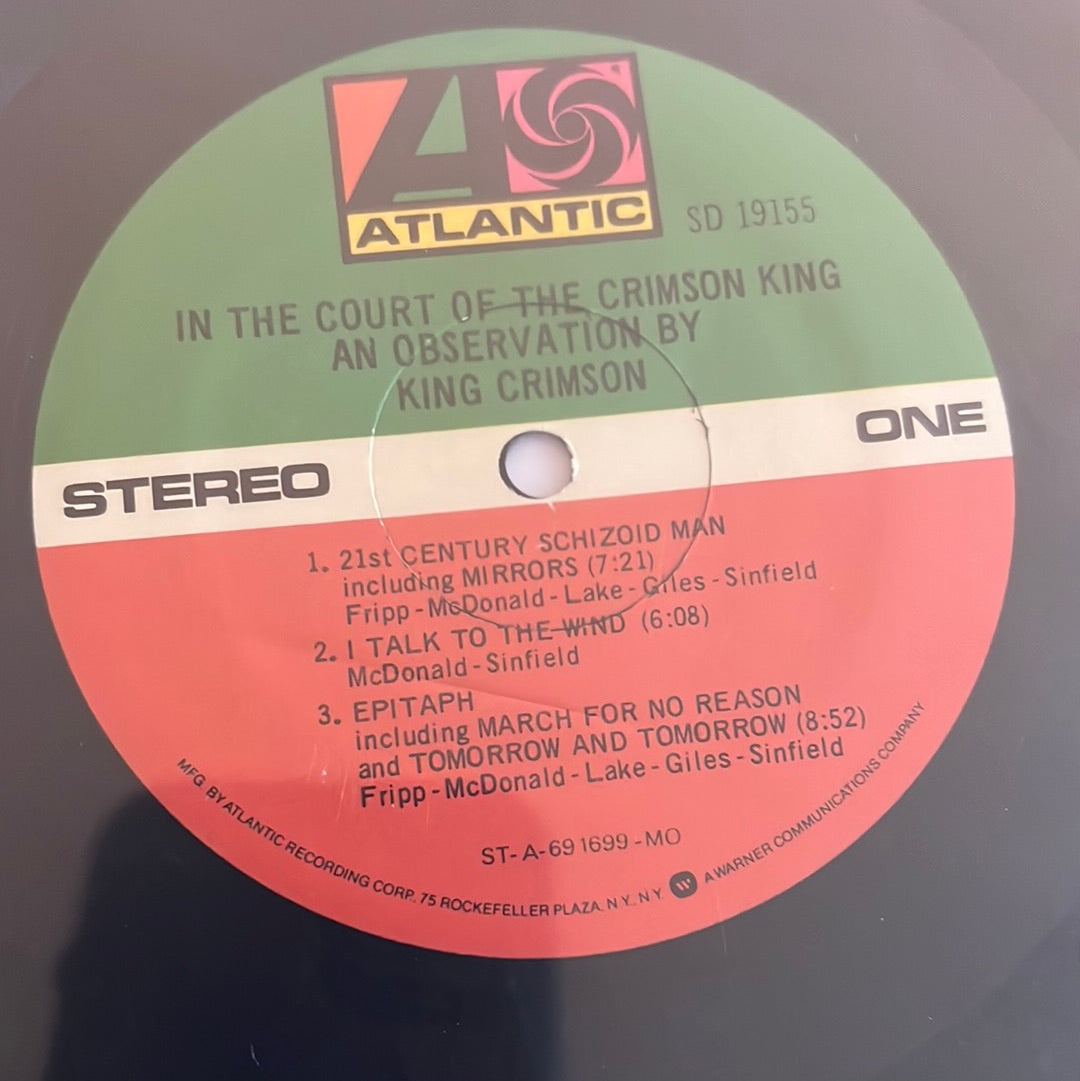 ATLANTIC
SD 19155
IN THE COURT OF THE CRIMSON KING
AN OBSERVATION BY
KING CRIMSON
STEREO
ONE
1. 21st CENTURY SCHIZOID MAN
including MIRRORS (7:21)
Fripp - McDonald - Lake - Giles - Sinfield
2. I TALK TO THE WIND (6:08)
McDonald - Sinfield
3. EPITAPH
including MARCH FOR NO REASON
and TOMORROW AND TOMORROW (8:52)
Fripp - McDonald - Lake - Giles - Sinfield
ST-A-691699-MO
MFG. BY ATLANTIC RECORDING CORP., 75 ROCKEFELLER PLAZA, N.Y., N.Y. A WARNER COMMUNICATIONS COMPANY